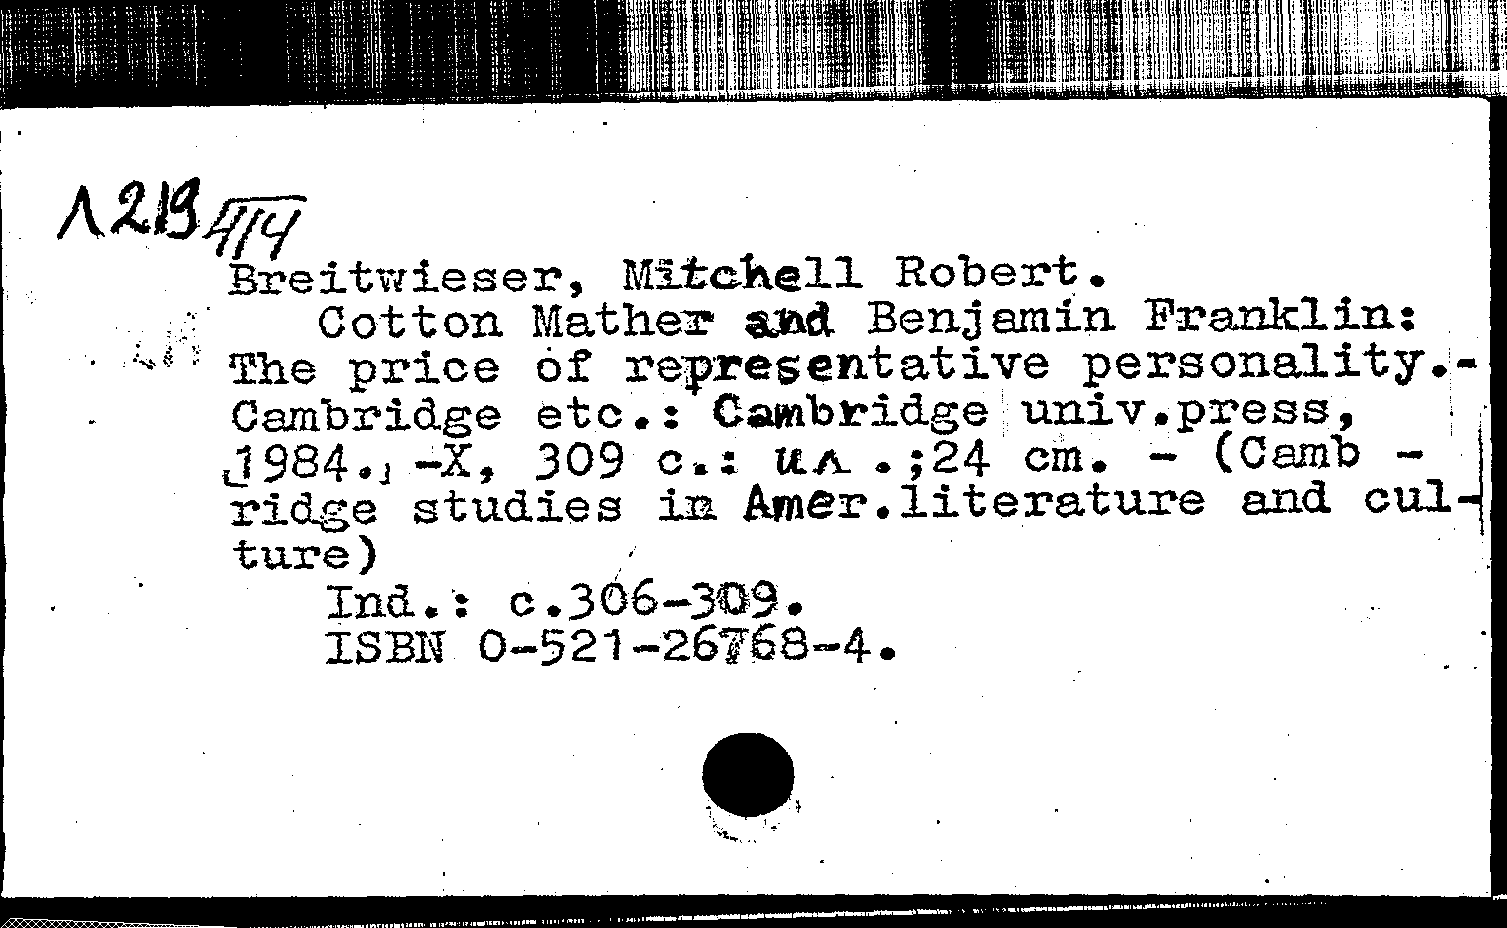 Л 219/414
Breitwieser, Mitchell Robert.
Cotton Mather and Benjamin Franklin:
The price of representative personality.-
Cambridge etc.: Cambridge univ.press,
[1984.] -X, 309 c.: ил.;24 cm. - (Camb -
ridge studies in Amer.literature and cul-
ture)
Ind.: c.306-309.
ISBN 0-521-26768-4.